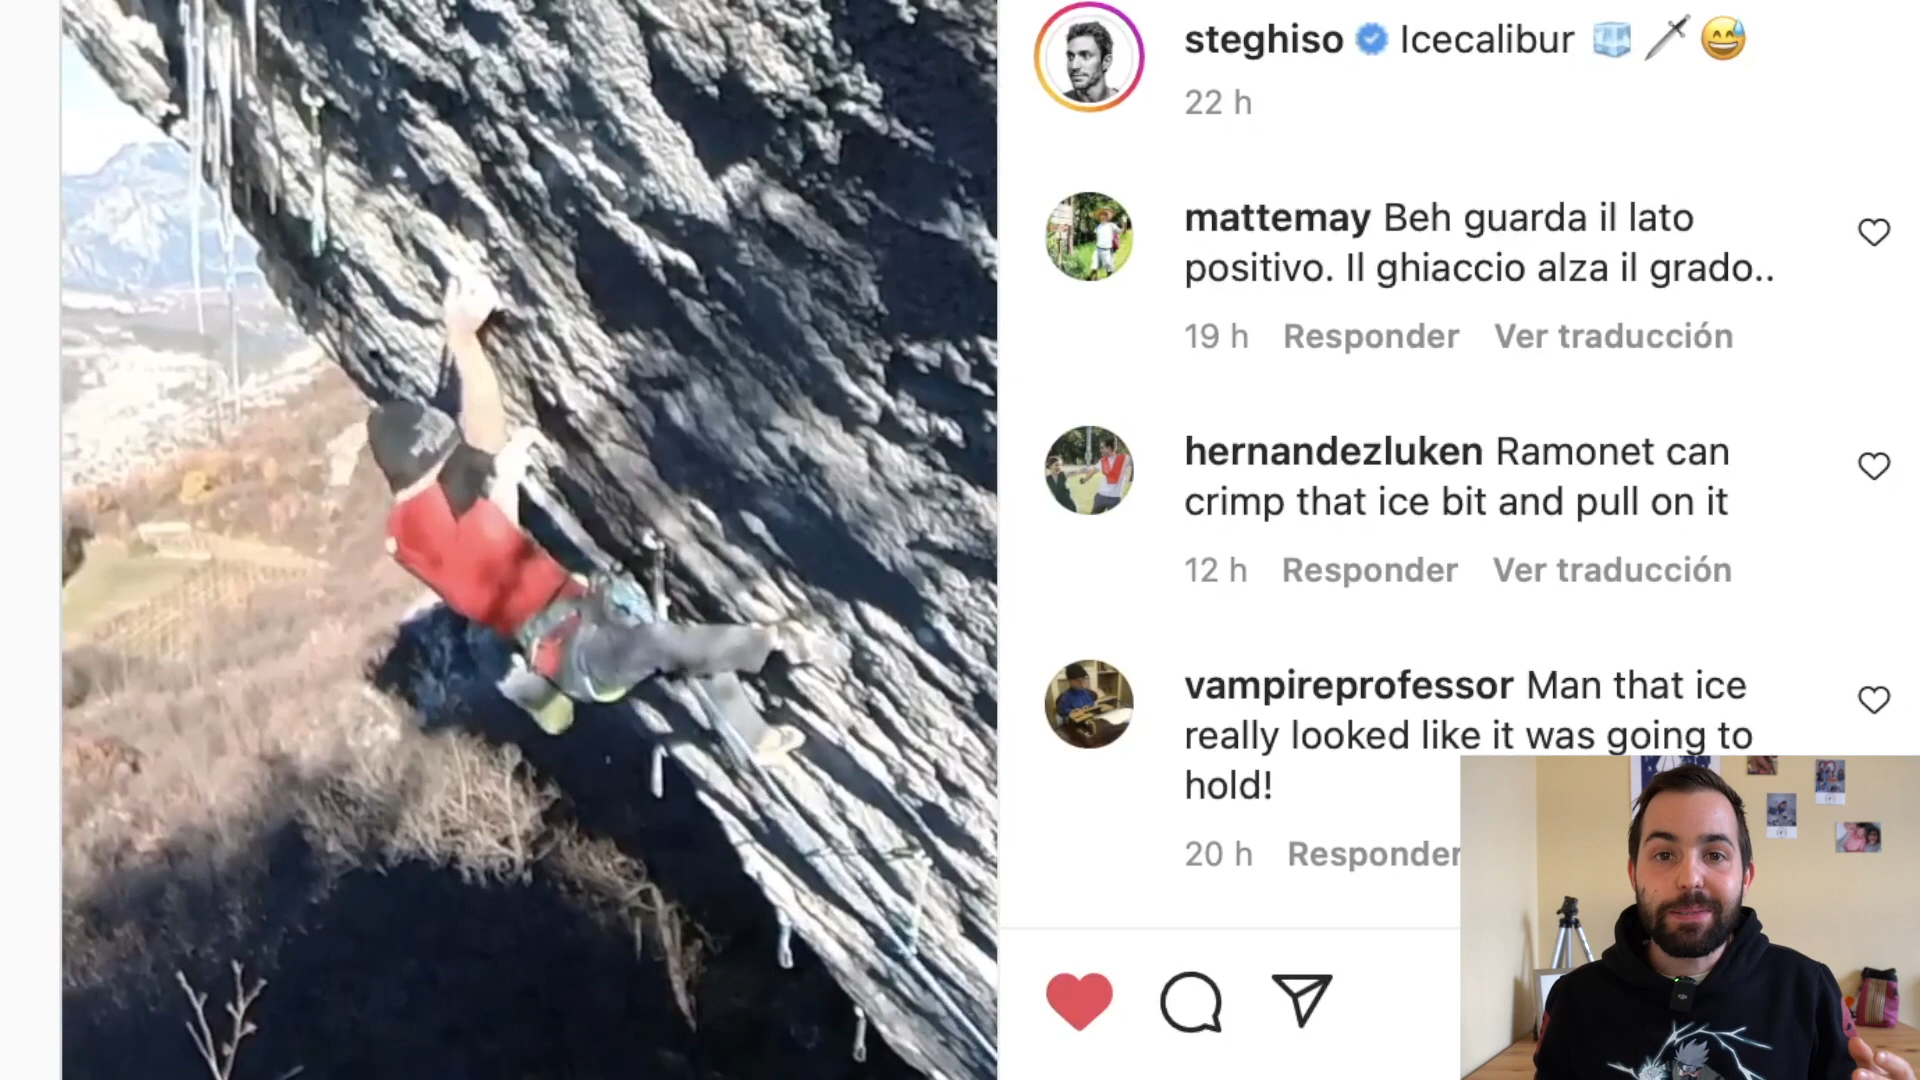 steghiso Icecalibur 🧊 🗡️ 😅
22 h
mattemay Beh guarda il lato
positivo. Il ghiaccio alza il grado..
19 h Responder Ver traducción
hernandezluken Ramonet can
crimp that ice bit and pull on it
12 h Responder Ver traducción
vampireprofessor Man that ice
really looked like it was going to
hold!
20 h Responder